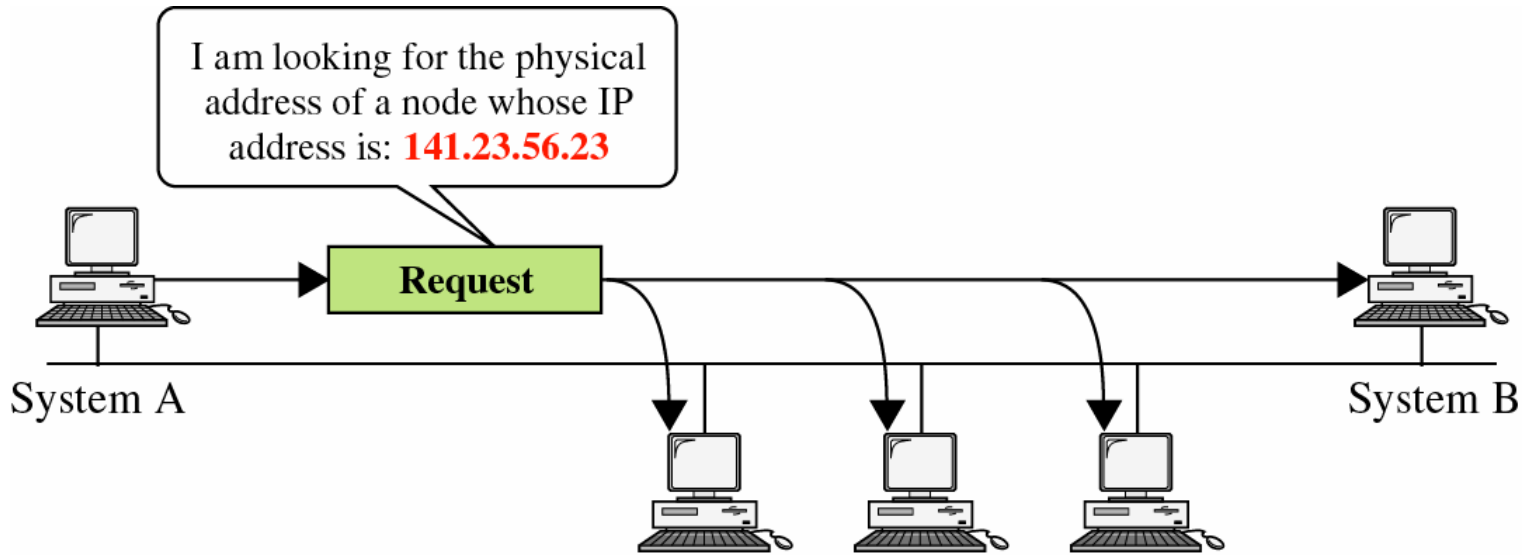 I am looking for the physical
address of a node whose IP
address is: 141.23.56.23
Request
System A
System B